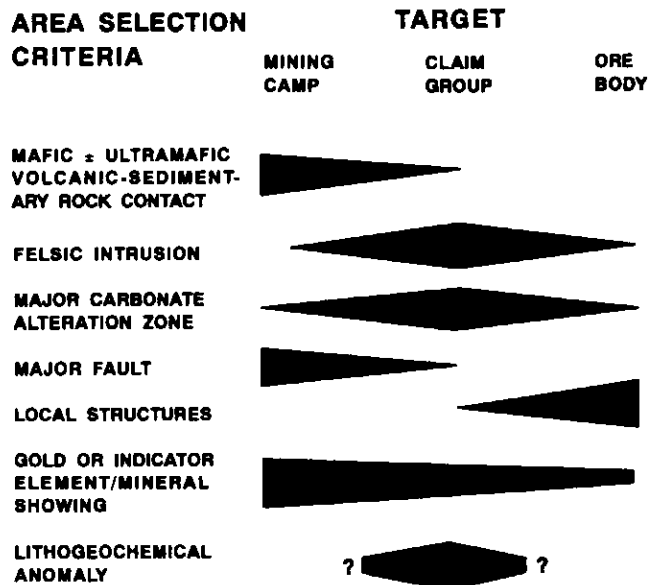 AREA SELECTION
CRITERIA
TARGET
MINING
CAMP
CLAIM
GROUP
ORE
BODY
MAFIC ± ULTRAMAFIC
VOLCANIC-SEDIMENT-
ARY ROCK CONTACT
FELSIC INTRUSION
MAJOR CARBONATE
ALTERATION ZONE
MAJOR FAULT
LOCAL STRUCTURES
GOLD OR INDICATOR
ELEMENT/MINERAL
SHOWING
LITHOGEOCHEMICAL
ANOMALY
? ?